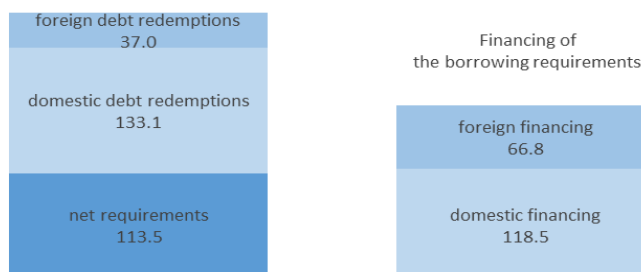 foreign debt redemptions
37.0
domestic debt redemptions
133.1
net requirements
113.5
Financing of
the borrowing requirements
foreign financing
66.8
domestic financing
118.5